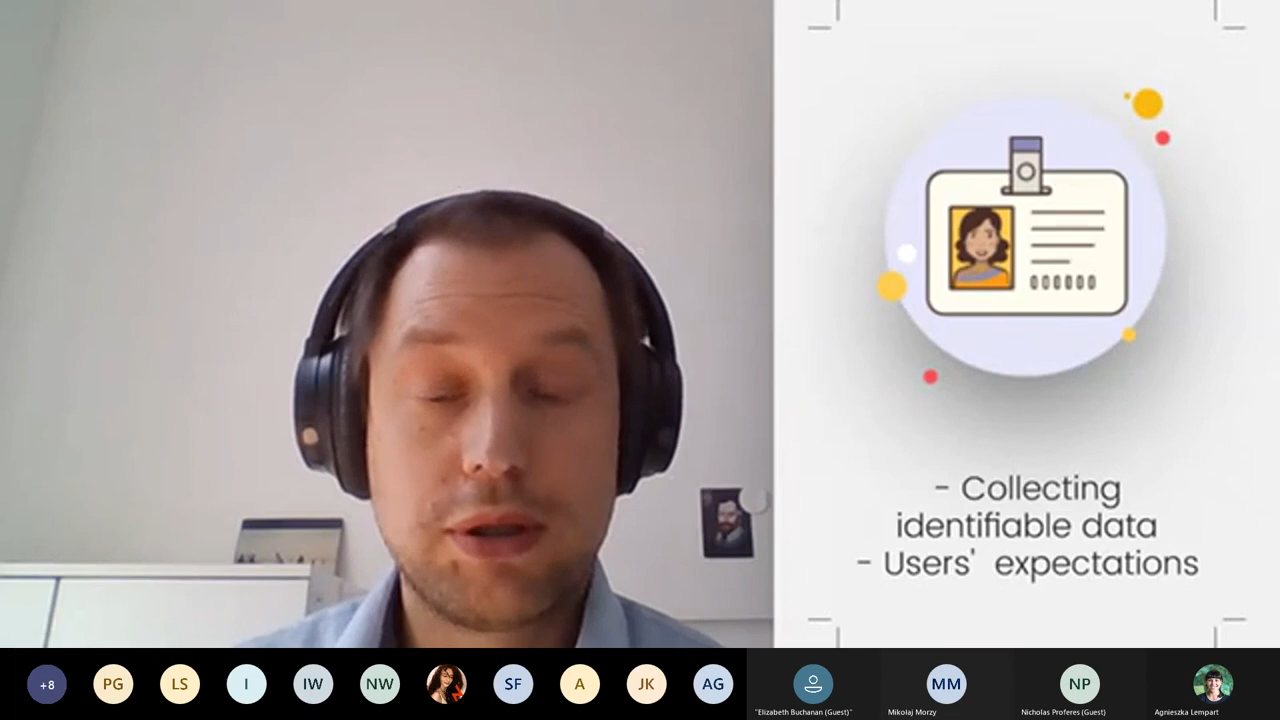 - Collecting
identifiable data
- Users' expectations
+8
PG
LS
I
IW
NW
SF
A
JK
AG
MM
NP
"Elizabeth Buchanan (Guest)"
Mikołaj Morzy
Nicholas Proferes (Guest)
Agnieszka Lempart